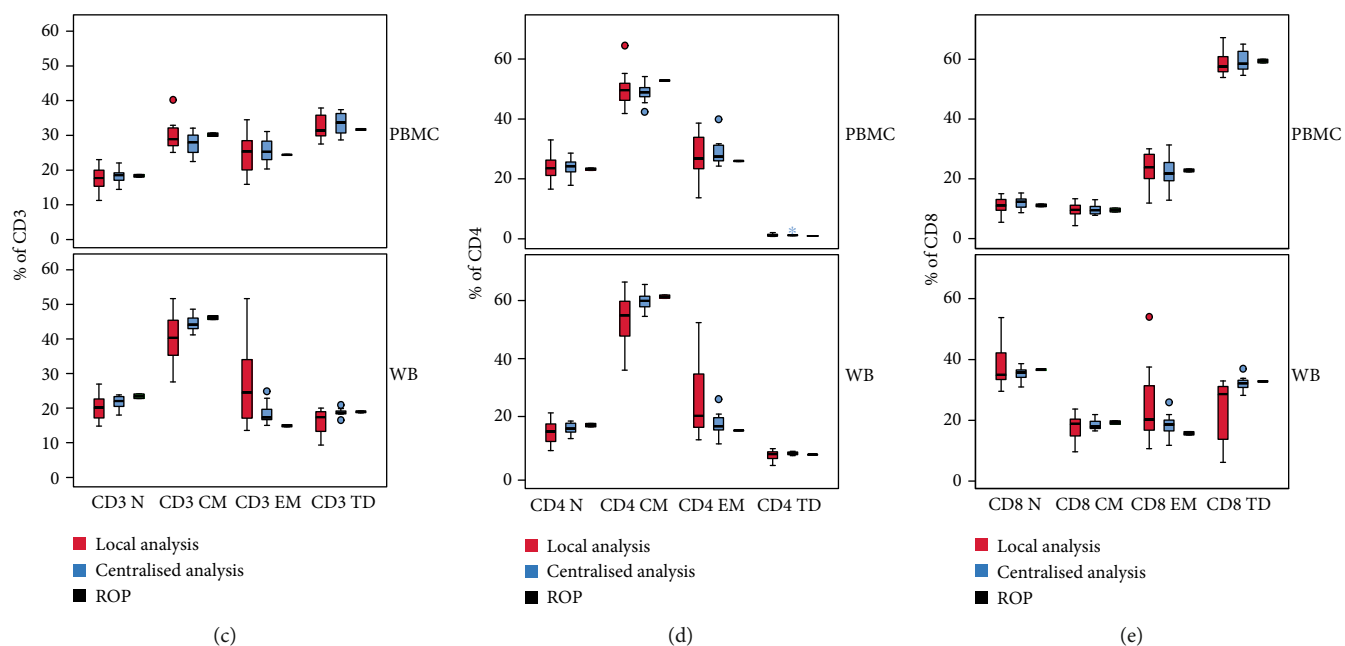 % of CD3
60
50
40
30
20
10
0
PBMC
60
50
40
30
20
10
0
WB
CD3 N CD3 CM CD3 EM CD3 TD
Local analysis
Centralised analysis
ROP
(c)
% of CD4
60
40
20
0
PBMC
60
40
20
0
WB
CD4 N CD4 CM CD4 EM CD4 TD
Local analysis
Centralised analysis
ROP
(d)
% of CD8
60
40
20
0
PBMC
60
40
20
0
WB
CD8 N CD8 CM CD8 EM CD8 TD
Local analysis
Centralised analysis
ROP
(e)